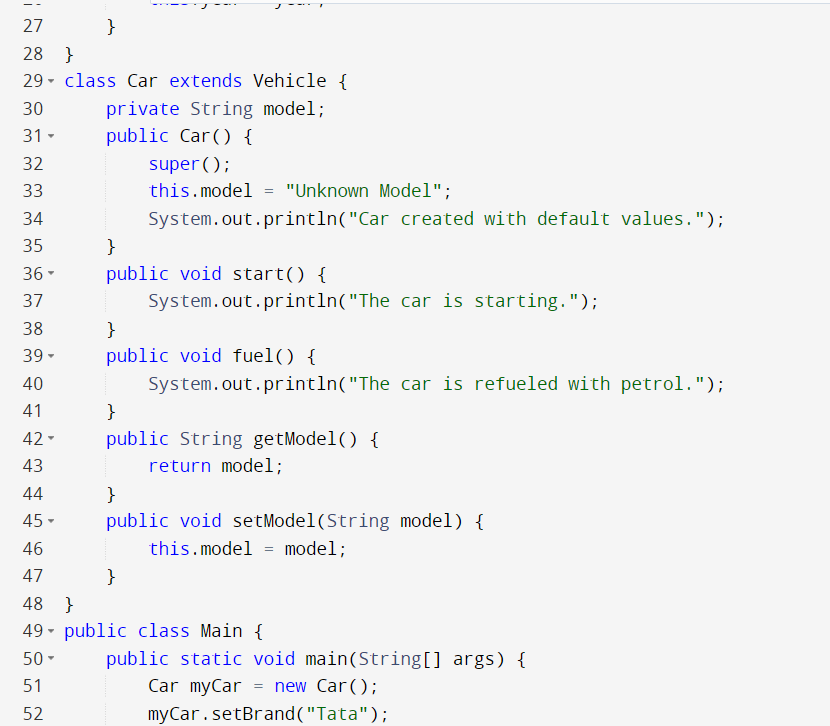 27 }
28 }
29 class Car extends Vehicle {
30 private String model;
31 public Car() {
32 super();
33 this.model = "Unknown Model";
34 System.out.println("Car created with default values.");
35 }
36 public void start() {
37 System.out.println("The car is starting.");
38 }
39 public void fuel() {
40 System.out.println("The car is refueled with petrol.");
41 }
42 public String getModel() {
43 return model;
44 }
45 public void setModel(String model) {
46 this.model = model;
47 }
48 }
49 public class Main {
50 public static void main(String[] args) {
51 Car myCar = new Car();
52 myCar.setBrand("Tata");